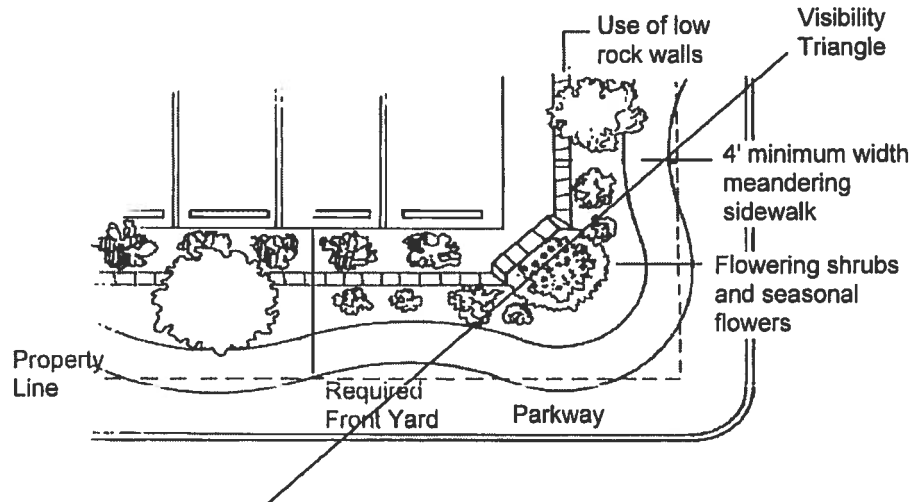 Use of low
rock walls
Visibility
Triangle
4' minimum width
meandering
sidewalk
Flowering shrubs
and seasonal
flowers
Property
Line
Required
Front Yard
Parkway